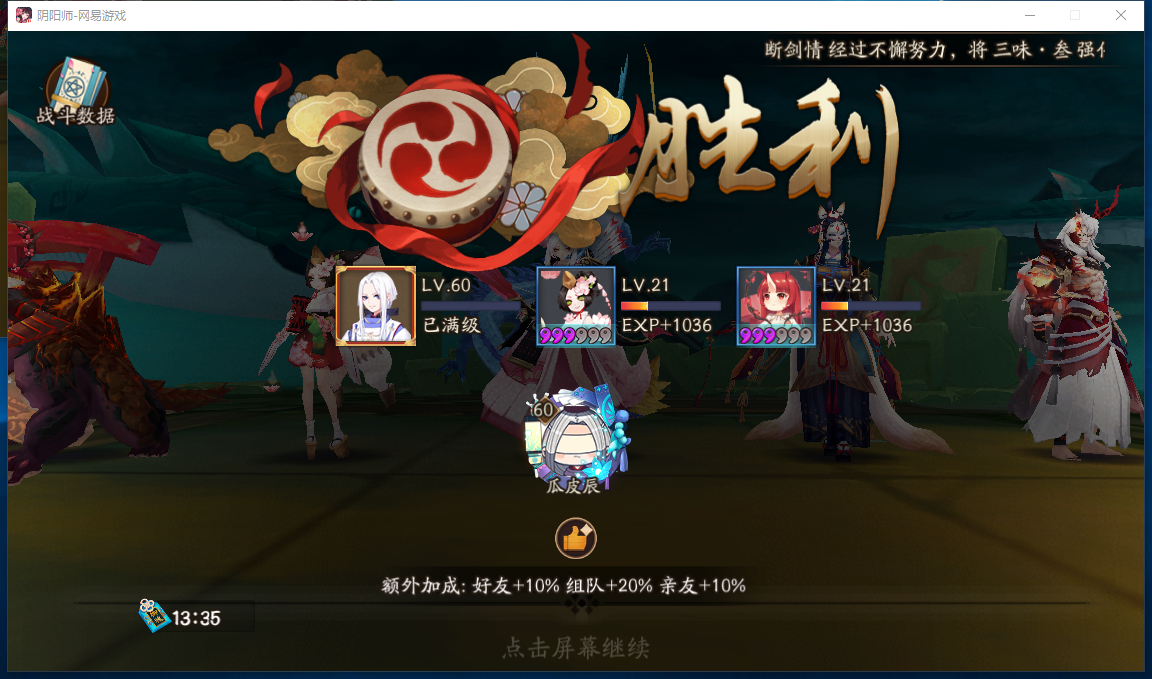 阴阳师-网易游戏
断剑情 经过不懈努力，将 三味·叁 强
战斗数据
胜利
LV.60
已满级
LV.21
EXP+1036
999999
LV.21
EXP+1036
999999
60
瓜皮辰
额外加成: 好友+10% 组队+20% 亲友+10%
13:35
点击屏幕继续